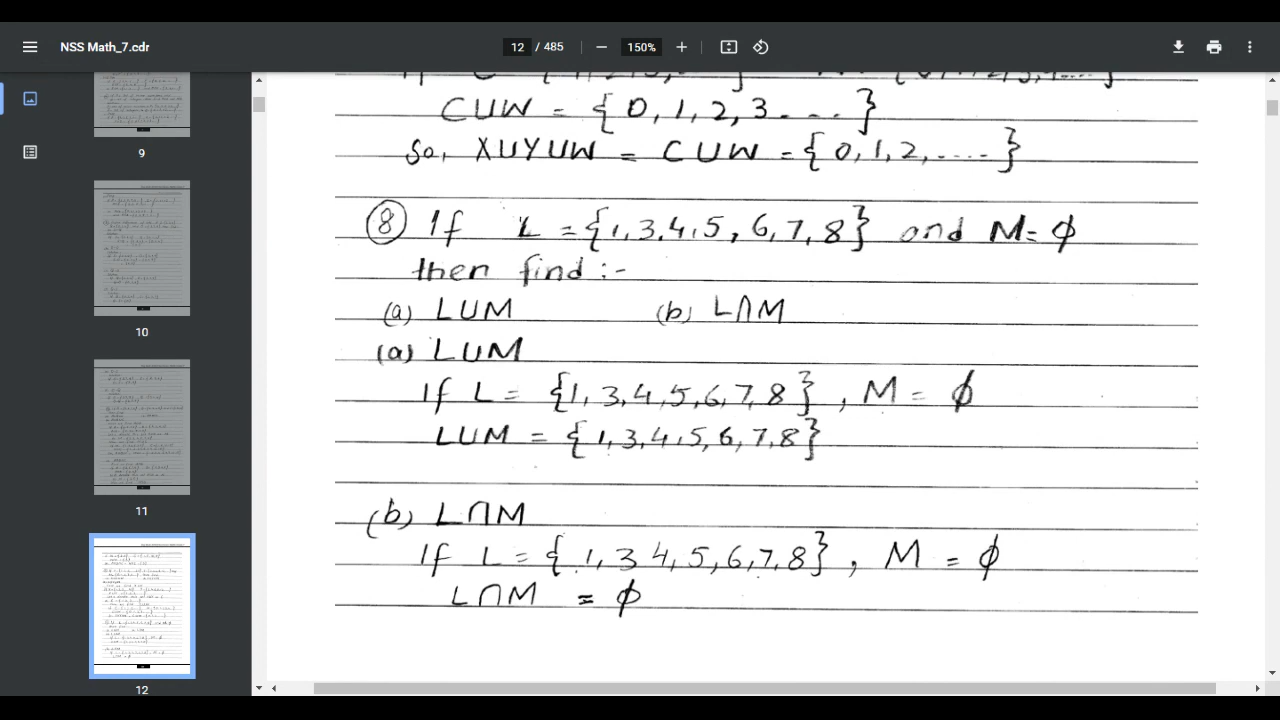 NSS Math_7.cdr
12 / 485
150%
9
10
11
12
CUW = {0, 1, 2, 3 - - - }
So, XUYUW = CUW = {0, 1, 2, ----}
⑧ If L = {1, 3, 4, 5, 6, 7, 8} and M = ϕ
then find :-
(a) LUM (b) L∩M
(a) LUM
If L = {1, 3, 4, 5, 6, 7, 8}, M = ϕ
LUM = {1, 3, 4, 5, 6, 7, 8}
(b) L∩M
If L = {1, 3 4, 5, 6, 7, 8}, M = ϕ
L∩M = ϕ